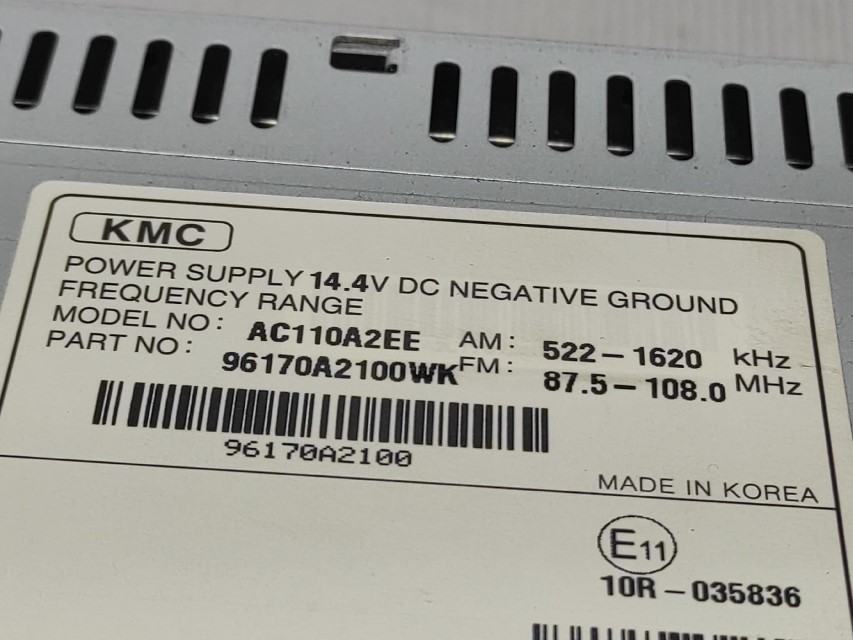 KMC
POWER SUPPLY 14.4V DC NEGATIVE GROUND
FREQUENCY RANGE
MODEL NO: AC110A2EE AM: 522-1620 kHz
PART NO: 96170A2100WK FM: 87.5-108.0 MHz
96170A2100
MADE IN KOREA
E11
10R-035836